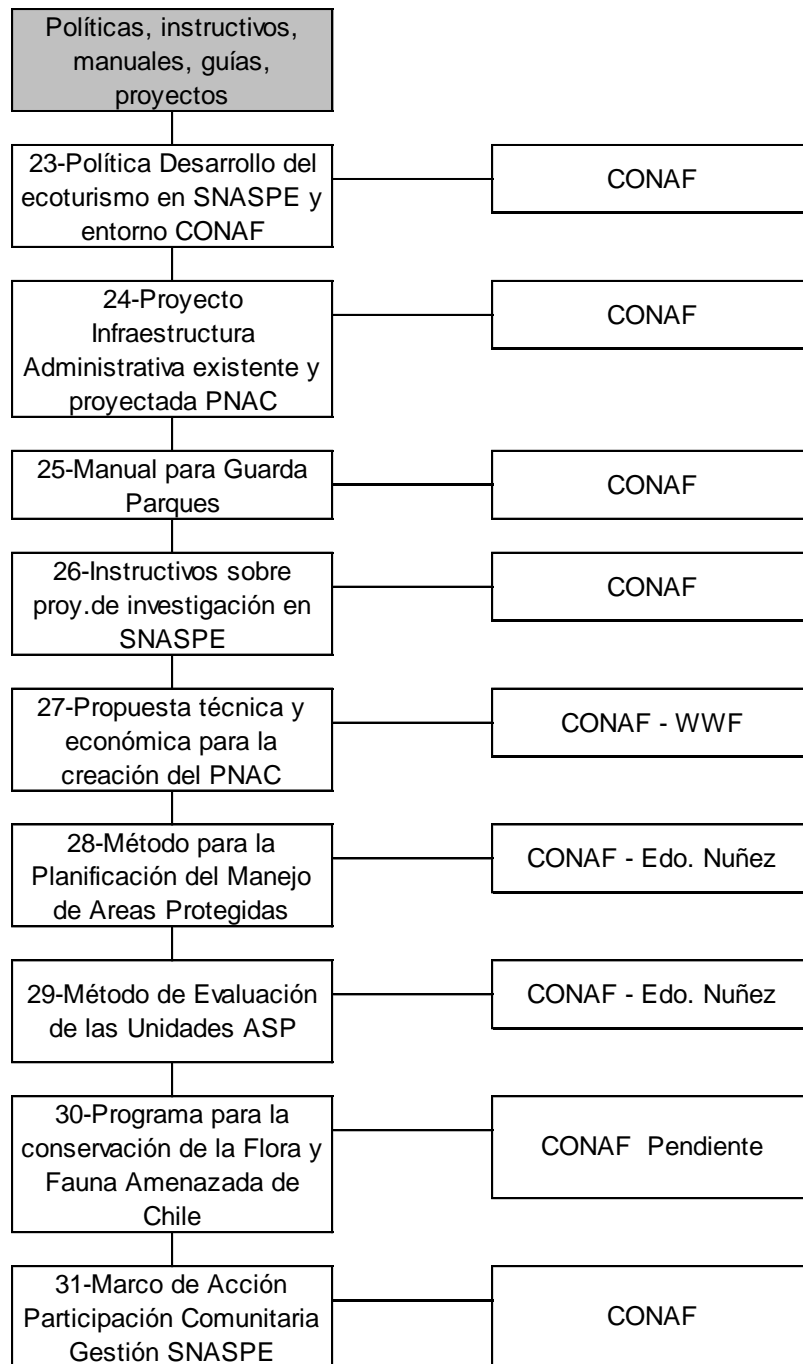 Políticas, instructivos,
manuales, guías,
proyectos
23-Política Desarrollo del
ecoturismo en SNASPE y
entorno CONAF
CONAF
24-Proyecto
Infraestructura
Administrativa existente y
proyectada PNAC
CONAF
25-Manual para Guarda
Parques
CONAF
26-Instructivos sobre
proy.de investigación en
SNASPE
CONAF
27-Propuesta técnica y
económica para la
creación del PNAC
CONAF - WWF
28-Método para la
Planificación del Manejo
de Areas Protegidas
CONAF - Edo. Nuñez
29-Método de Evaluación
de las Unidades ASP
CONAF - Edo. Nuñez
30-Programa para la
conservación de la Flora y
Fauna Amenazada de
Chile
CONAF Pendiente
31-Marco de Acción
Participación Comunitaria
Gestión SNASPE
CONAF